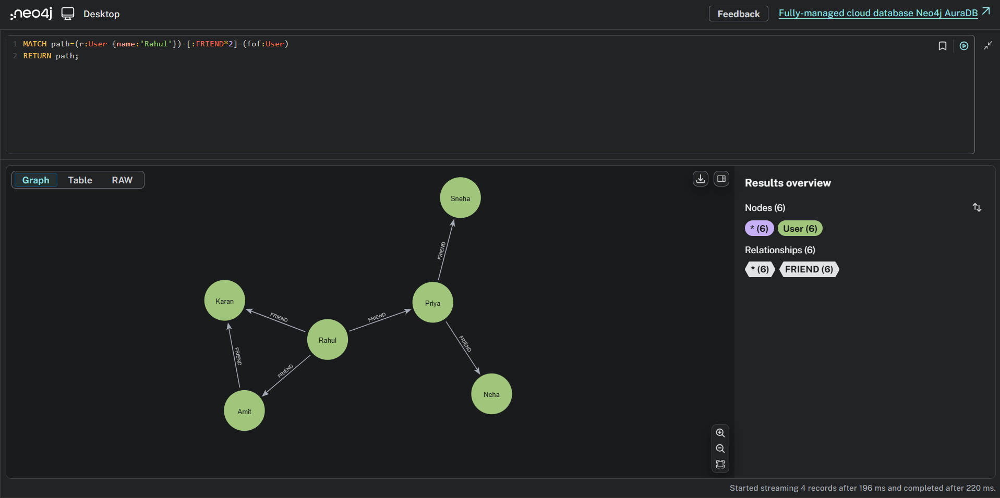 neo4j Desktop Feedback Fully-managed cloud database Neo4j AuraDB
1 MATCH path=(r:User {name:'Rahul'})-[:FRIEND*2]-(fof:User)
2 RETURN path;
Graph Table RAW
Sneha
FRIEND
Karan
FRIEND
FRIEND
Priya
Rahul
FRIEND
FRIEND
FRIEND
Neha
Amit
Results overview
Nodes (6)
* (6) User (6)
Relationships (6)
* (6) FRIEND (6)
Started streaming 4 records after 196 ms and completed after 220 ms.